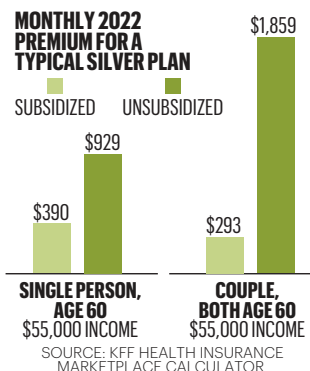 MONTHLY 2022
PREMIUM FOR A
TYPICAL SILVER PLAN
SUBSIDIZED
UNSUBSIDIZED
$390
$929
$293
$1,859
SINGLE PERSON,
AGE 60
$55,000 INCOME
COUPLE,
BOTH AGE 60
$55,000 INCOME
SOURCE: KFF HEALTH INSURANCE
MARKETPLACE CALCULATOR